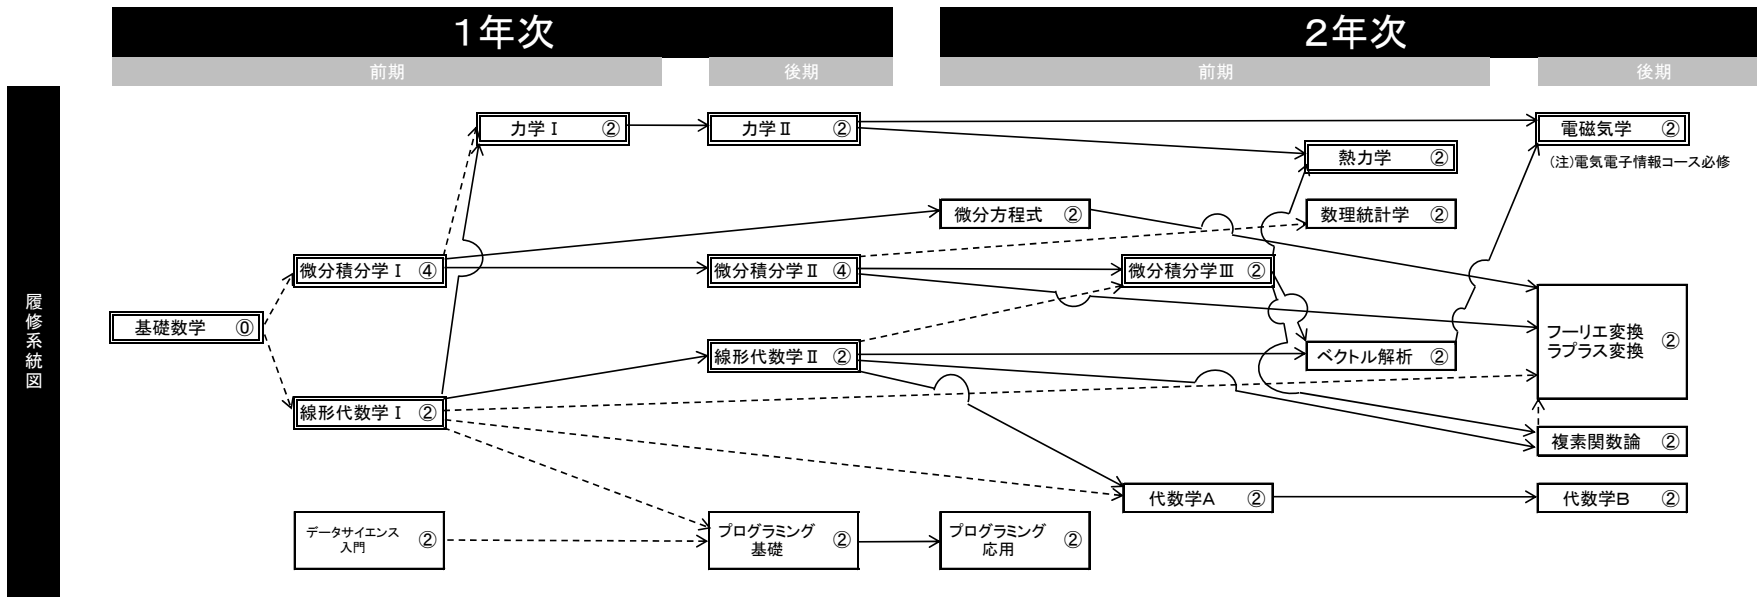 1年次
2年次
前期
後期
前期
後期
履修系統図
力学Ⅰ ②
力学Ⅱ ②
電磁気学 ②
(注)電気電子情報コース必修
熱力学 ②
微分方程式 ②
数理統計学 ②
微分積分学Ⅰ ④
微分積分学Ⅱ ④
微分積分学Ⅲ ②
基礎数学 ⓪
線形代数学Ⅱ ②
ベクトル解析 ②
フーリエ変換
ラプラス変換 ②
線形代数学Ⅰ ②
複素関数論 ②
代数学A ②
代数学B ②
データサイエンス
入門 ②
プログラミング
基礎 ②
プログラミング
応用 ②